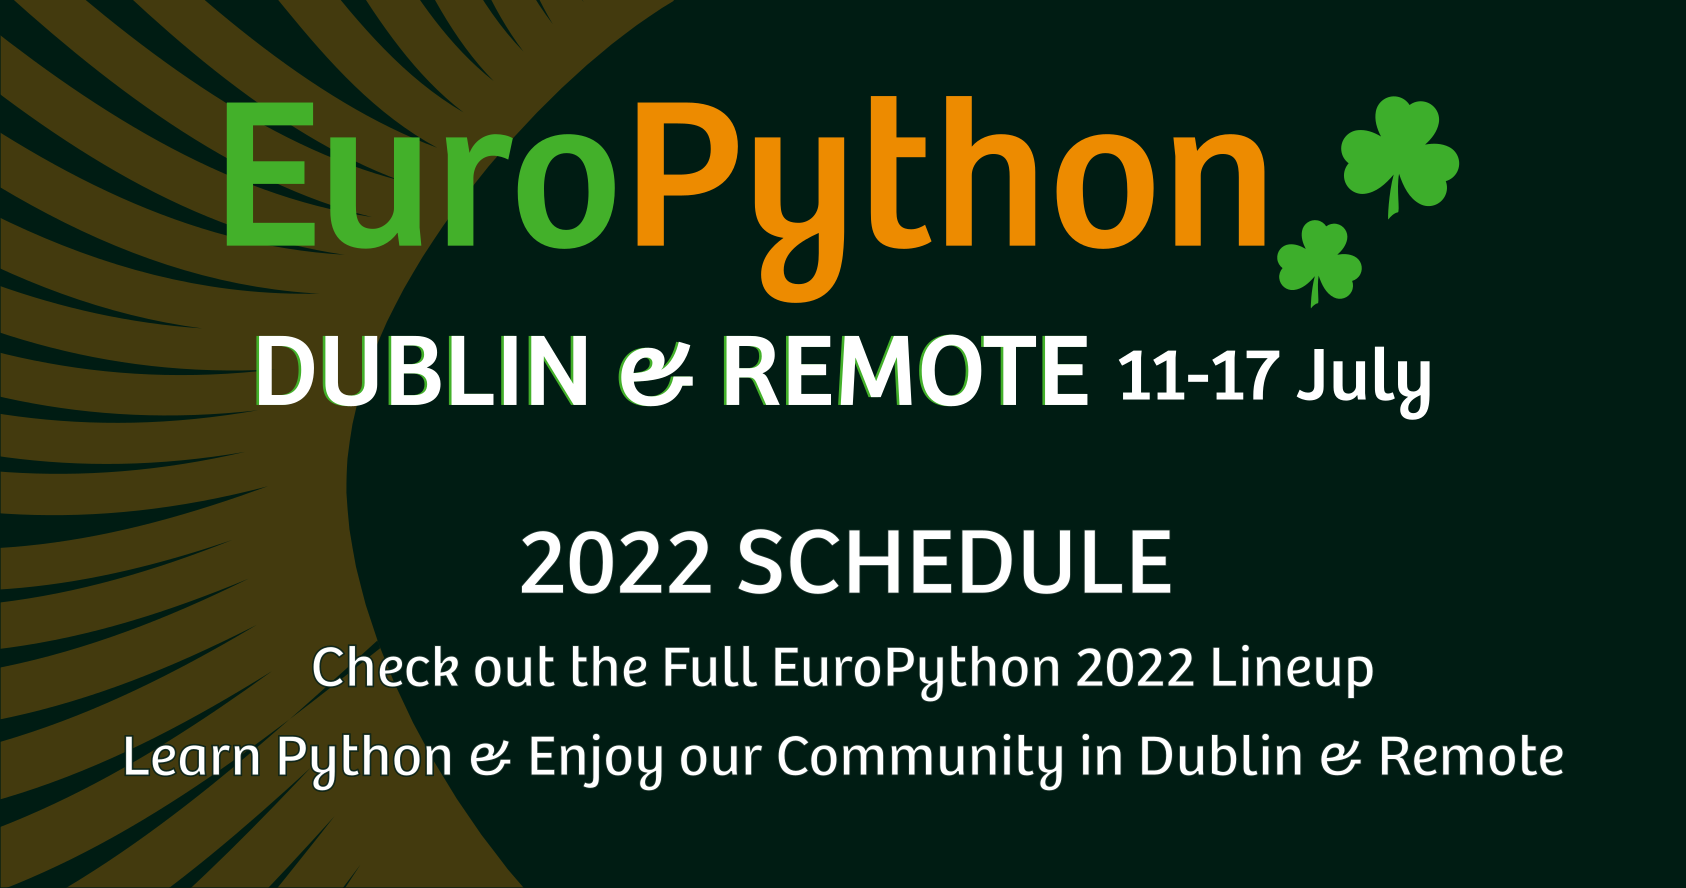 EuroPython
DUBLIN & REMOTE 11-17 July
2022 SCHEDULE
Check out the Full EuroPython 2022 Lineup
Learn Python & Enjoy our Community in Dublin & Remote